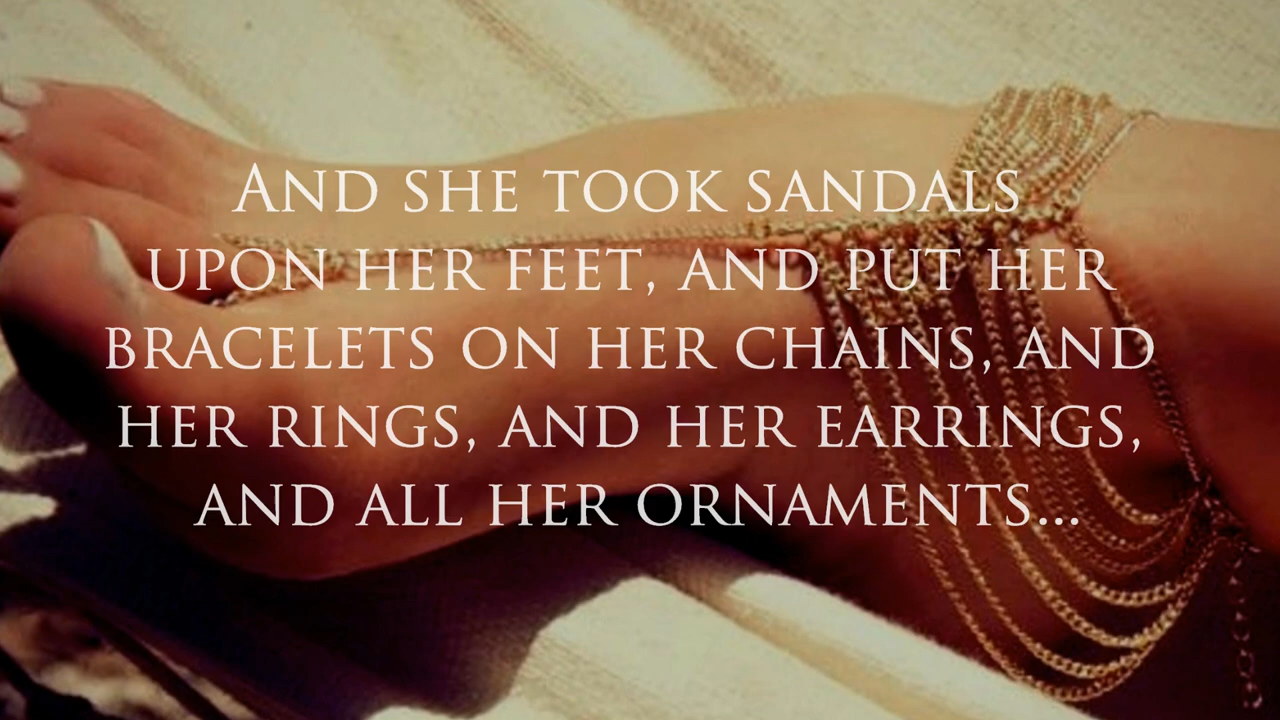 And she took sandals
upon her feet, and put her
bracelets on her chains, and
her rings, and her earrings,
and all her ornaments...